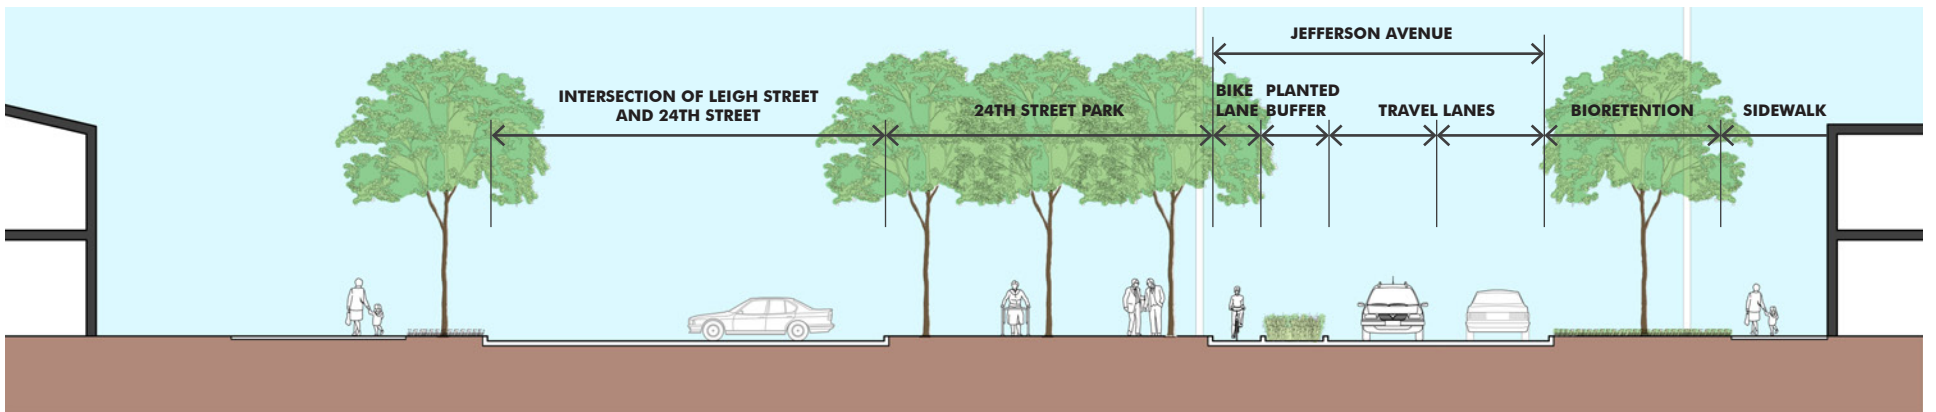 JEFFERSON AVENUE
INTERSECTION OF LEIGH STREET
AND 24TH STREET
24TH STREET PARK
BIKE
LANE
PLANTED
BUFFER
TRAVEL LANES
BIORETENTION
SIDEWALK